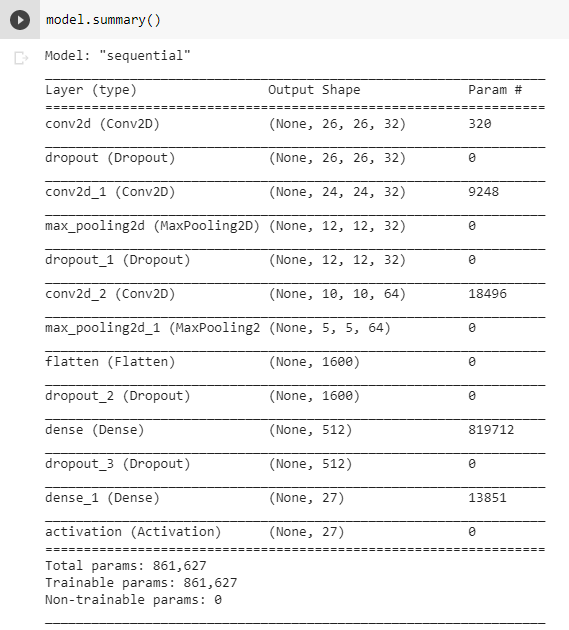 model.summary()
Model: "sequential"
Layer (type) Output Shape Param #
conv2d (Conv2D) (None, 26, 26, 32) 320
dropout (Dropout) (None, 26, 26, 32) 0
conv2d_1 (Conv2D) (None, 24, 24, 32) 9248
max_pooling2d (MaxPooling2D) (None, 12, 12, 32) 0
dropout_1 (Dropout) (None, 12, 12, 32) 0
conv2d_2 (Conv2D) (None, 10, 10, 64) 18496
max_pooling2d_1 (MaxPooling2 (None, 5, 5, 64) 0
flatten (Flatten) (None, 1600) 0
dropout_2 (Dropout) (None, 1600) 0
dense (Dense) (None, 512) 819712
dropout_3 (Dropout) (None, 512) 0
dense_1 (Dense) (None, 27) 13851
activation (Activation) (None, 27) 0
Total params: 861,627
Trainable params: 861,627
Non-trainable params: 0